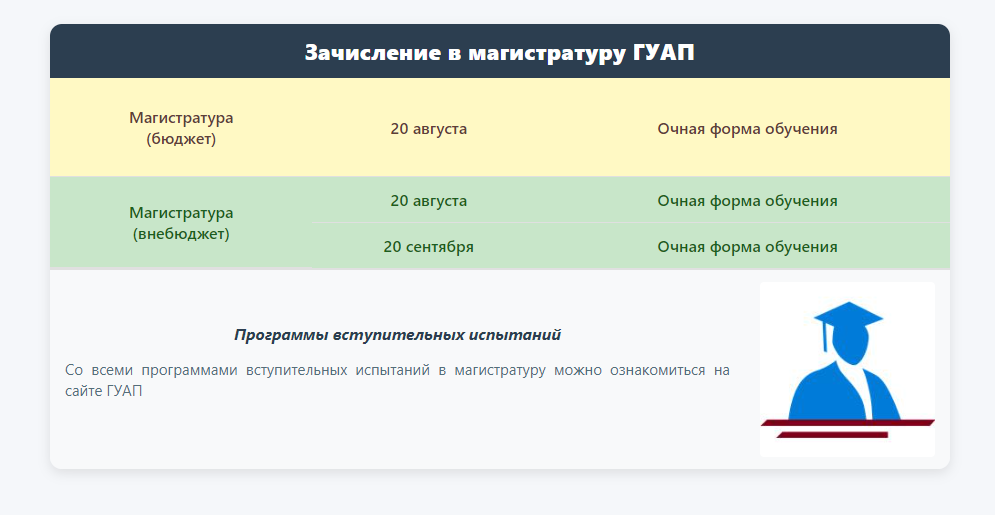 Зачисление в магистратуру ГУАП
Магистратура
(бюджет)
20 августа
Очная форма обучения
Магистратура
(внебюджет)
20 августа
Очная форма обучения
20 сентября
Очная форма обучения
Программы вступительных испытаний
Со всеми программами вступительных испытаний в магистратуру можно ознакомиться на
сайте ГУАП